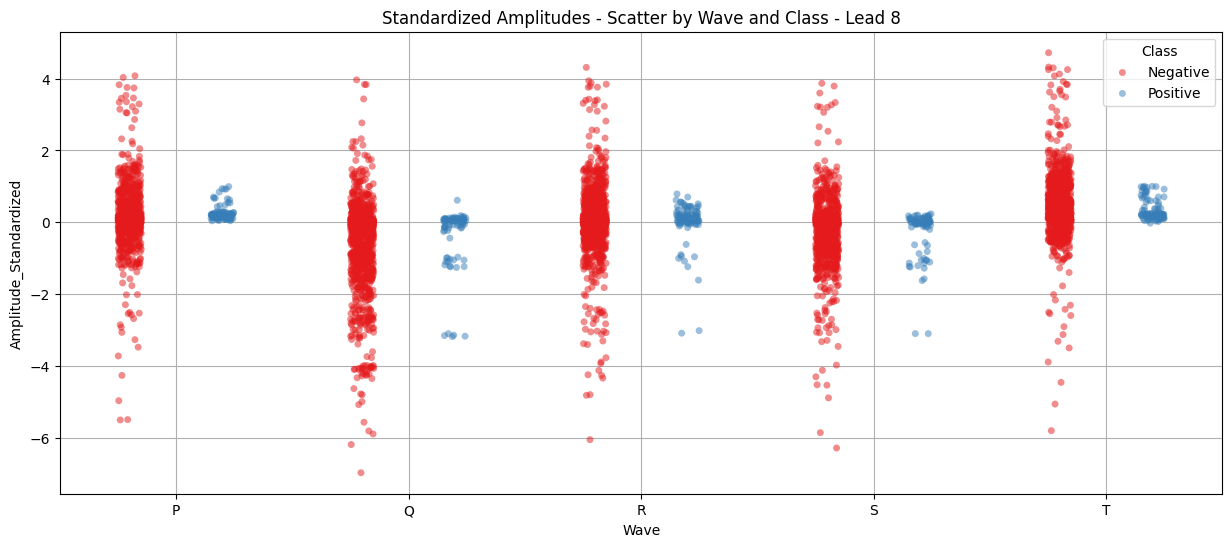 Standardized Amplitudes - Scatter by Wave and Class - Lead 8
Class
Negative
Positive
Amplitude_Standardized
4
2
0
−2
−4
−6
P Q R S T
Wave